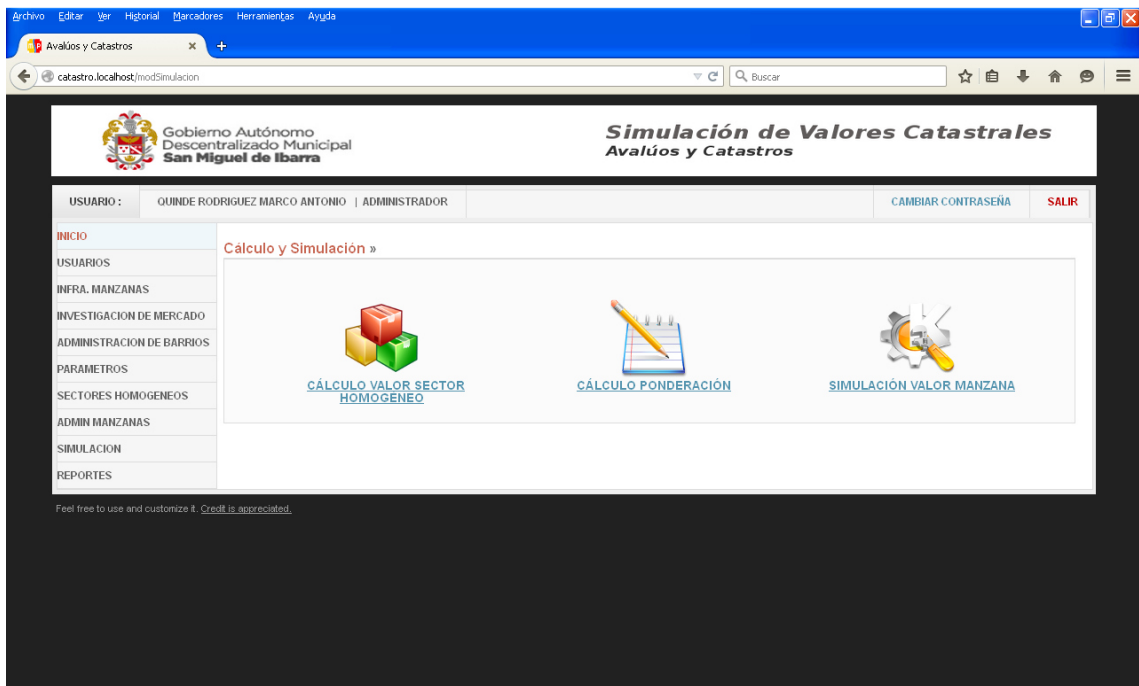 Archivo Editar Ver Historial Marcadores Herramientas Ayuda
Avalúos y Catastros
catastro.localhost/modSimulacion
Buscar
Gobierno Autónomo
Descentralizado Municipal
San Miguel de Ibarra
Simulación de Valores Catastrales
Avalúos y Catastros
USUARIO : QUINDE RODRIGUEZ MARCO ANTONIO | ADMINISTRADOR CAMBIAR CONTRASEÑA SALIR
INICIO
USUARIOS
INFRA. MANZANAS
INVESTIGACION DE MERCADO
ADMINISTRACION DE BARRIOS
PARAMETROS
SECTORES HOMOGENEOS
ADMIN MANZANAS
SIMULACION
REPORTES
Cálculo y Simulación »
CÁLCULO VALOR SECTOR
HOMOGÉNEO
CÁLCULO PONDERACIÓN
SIMULACIÓN VALOR MANZANA
Feel free to use and customize it. Credit is appreciated.